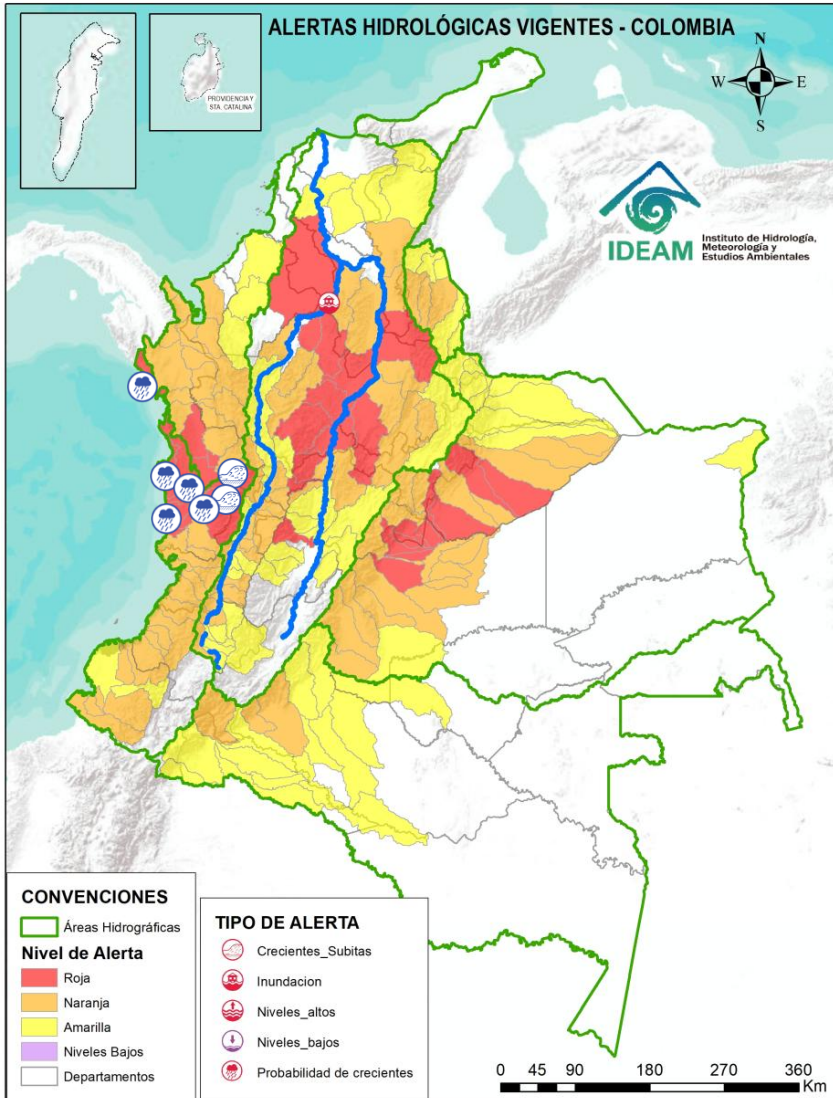 ALERTAS HIDROLÓGICAS VIGENTES - COLOMBIA
PROVIDENCIA Y
STA. CATALINA
N
W
E
S
IDEAM
Instituto de Hidrología,
Meteorología y
Estudios Ambientales
CONVENCIONES
Áreas Hidrográficas
Nivel de Alerta
Roja
Naranja
Amarilla
Niveles Bajos
Departamentos
TIPO DE ALERTA
Crecientes_Subitas
Inundacion
Niveles_altos
Niveles_bajos
Probabilidad de crecientes
0 45 90 180 270 360
Km